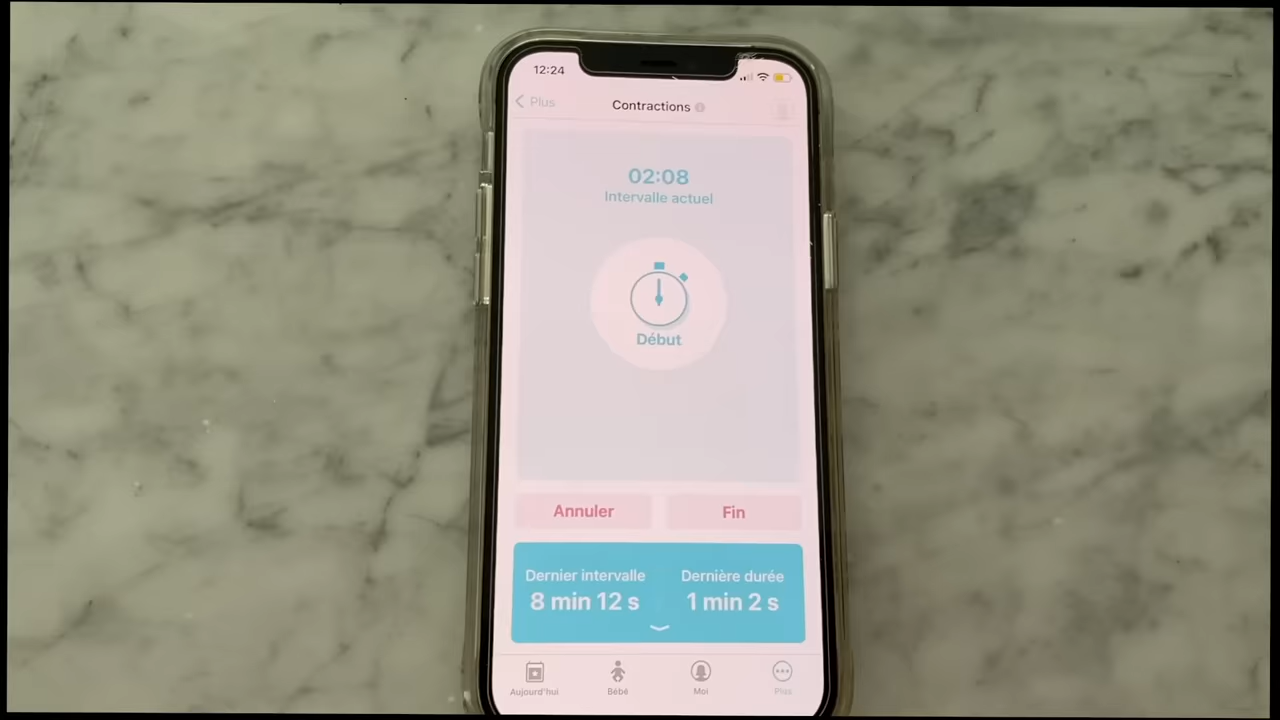 12:24
Plus
Contractions
02:08
Intervalle actuel
Début
Annuler
Fin
Dernier intervalle
Dernière durée
8 min 12 s
1 min 2 s
Aujourd'hui
Bébé
Moi
Plus